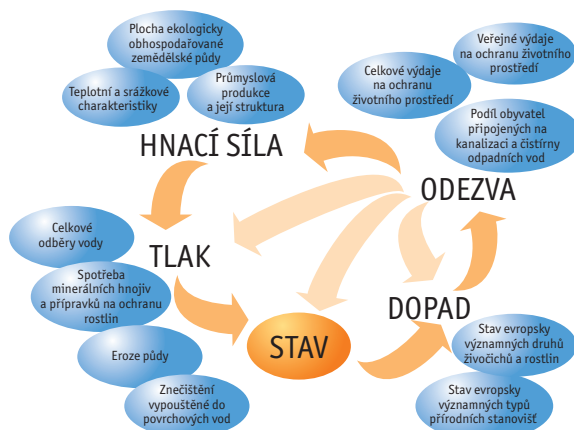 Plocha ekologicky
obhospodařované
zemědělské půdy
Teplotní a srážkové
charakteristiky
Průmyslová
produkce
a její struktura
HNACÍ SÍLA
Veřejné výdaje
na ochranu životního
prostředí
Celkové výdaje
na ochranu
životního prostředí
Podíl obyvatel
připojených na
kanalizaci a čistírny
odpadních vod
ODEZVA
Celkové
odběry vody
TLAK
Spotřeba
minerálních hnojiv
a přípravků na ochranu
rostlin
Eroze půdy
Znečištění
vypouštěné do
povrchových vod
STAV
DOPAD
Stav evropsky
významných druhů
živočichů a rostlin
Stav evropsky
významných typů
přírodních stanovišť